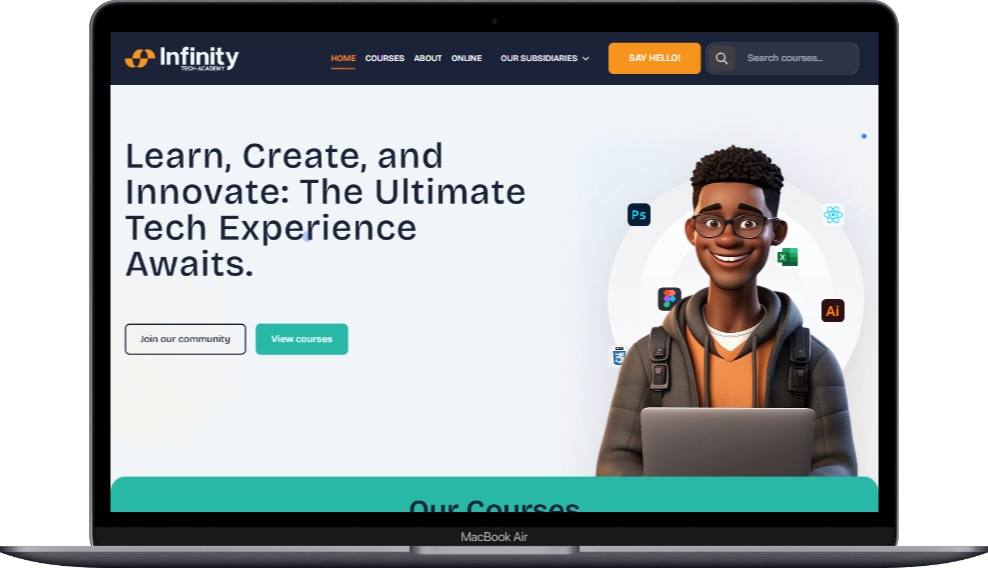 Infinity
TECH-ACADEMY
HOME COURSES ABOUT ONLINE OUR SUBSIDIARIES SAY HELLO! Search courses...
Learn, Create, and
Innovate: The Ultimate
Tech Experience
Awaits.
Join our community View courses
Ps
X
Ai
3
Our Courses
MacBook Air